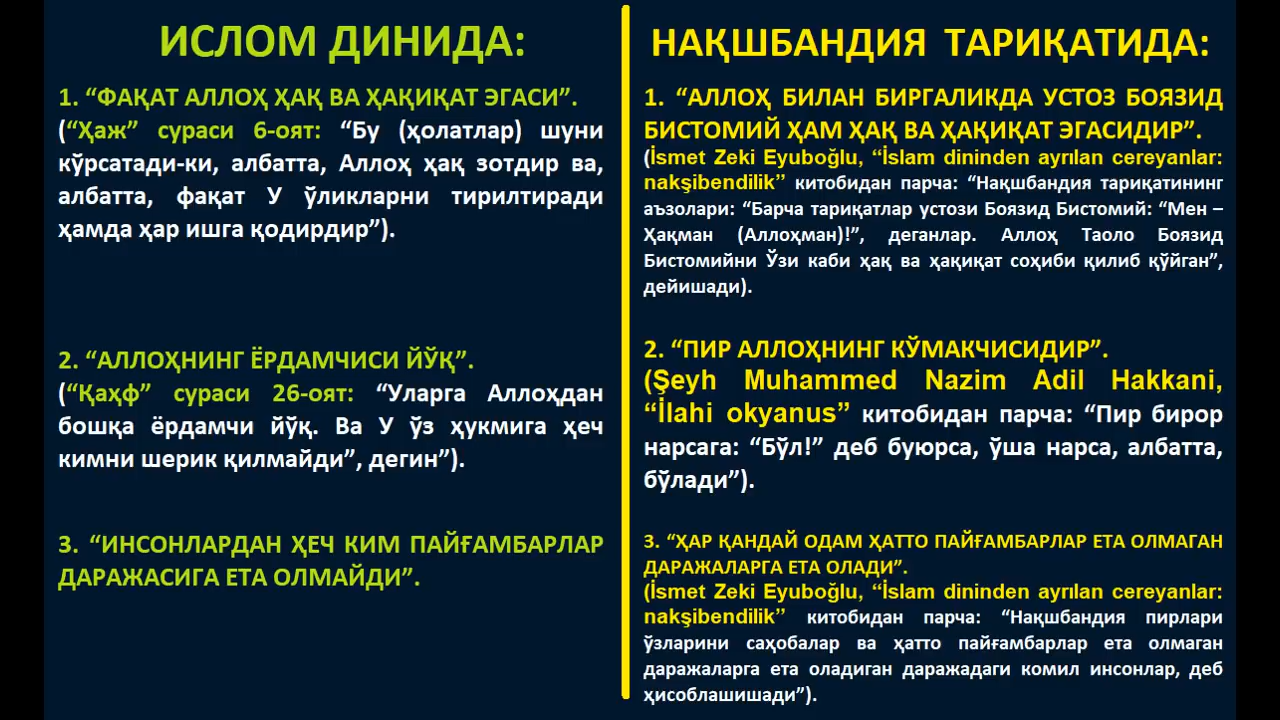 ИСЛОМ ДИНИДА:
1. “ФАҚАТ АЛЛОҲ ҲАҚ ВА ҲАҚИҚАТ ЭГАСИ”.
(“Ҳаж” сураси 6-оят: “Бу (ҳолатлар) шуни
кўрсатади-ки, албатта, Аллоҳ ҳақ зотдир ва,
албатта, фақат У ўликларни тирилтиради
ҳамда ҳар ишга қодирдир”).
2. “АЛЛОҲНИНГ ЁРДАМЧИСИ ЙЎҚ”.
(“Қаҳф” сураси 26-оят: “Уларга Аллоҳдан
бошқа ёрдамчи йўқ. Ва У ўз ҳукмига ҳеч
кимни шерик қилмайди”, дегин”).
3. “ИНСОНЛАРДАН ҲЕЧ КИМ ПАЙҒАМБАРЛАР
ДАРАЖАСИГА ЕТА ОЛМАЙДИ”.
НАҚШБАНДИЯ ТАРИҚАТИДА:
1. “АЛЛОҲ БИЛАН БИРГАЛИКДА УСТОЗ БОЯЗИД
БИСТОМИЙ ҲАМ ҲАҚ ВА ҲАҚИҚАТ ЭГАСИДИР”.
(İsmet Zeki Eyuboğlu, “İslam dininden ayrılan cereyanlar:
nakşibendilik” китобидан парча: “Нақшбандия тариқатининг
аъзолари: “Барча тариқатлар устози Боязид Бистомий: “Мен –
Ҳақман (Аллоҳман)!”, деганлар. Аллоҳ Таоло Боязид
Бистомийни Ўзи каби ҳақ ва ҳақиқат соҳиби қилиб қўйган”,
дейишади).
2. “ПИР АЛЛОҲНИНГ КЎМАКЧИСИДИР”.
(Şeyh Muhammed Nazim Adil Hakkani,
“İlahi okyanus” китобидан парча: “Пир бирор
нарсага: “Бўл!” деб буюрса, ўша нарса, албатта,
бўлади”).
3. “ҲАР ҚАНДАЙ ОДАМ ҲАТТО ПАЙҒАМБАРЛАР ЕТА ОЛМАГАН
ДАРАЖАЛАРГА ЕТА ОЛАДИ”.
(İsmet Zeki Eyuboğlu, “İslam dininden ayrılan cereyanlar:
nakşibendilik” китобидан парча: “Нақшбандия пирлари
ўзларини саҳобалар ва ҳатто пайғамбарлар ета олмаган
даражаларга ета оладиган даражадаги комил инсонлар, деб
ҳисоблашишади”).